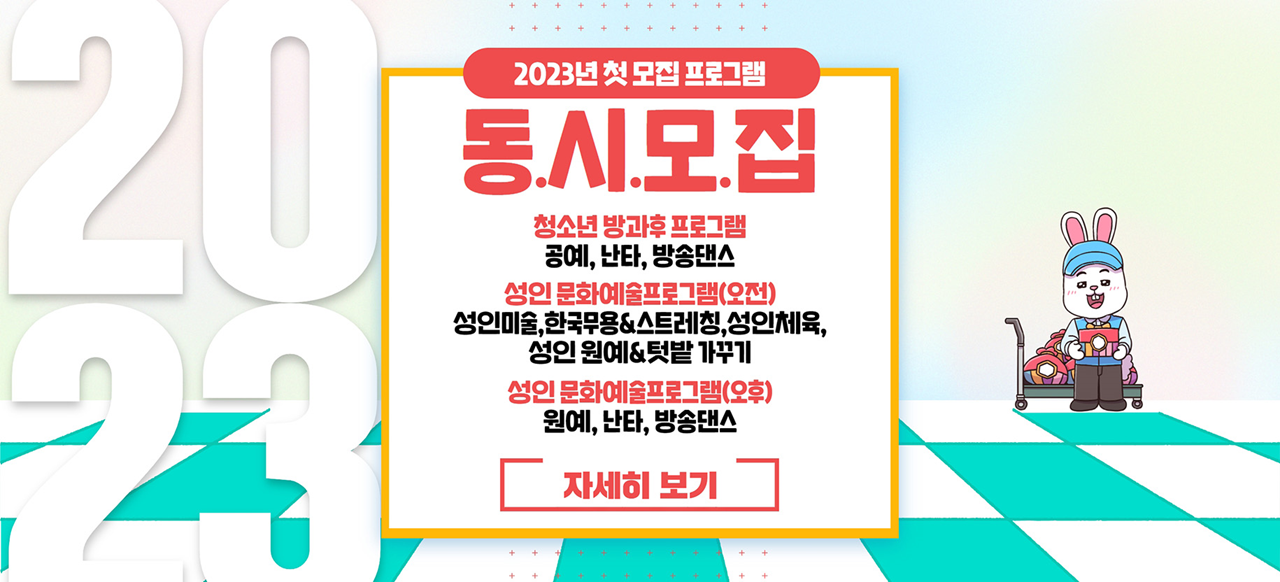 2023
2023년 첫 모집 프로그램
동.시.모.집
청소년 방과후 프로그램
공예, 난타, 방송댄스
성인 문화예술프로그램(오전)
성인미술,한국무용&스트레칭,성인체육,
성인 원예&텃밭 가꾸기
성인 문화예술프로그램(오후)
원예, 난타, 방송댄스
자세히 보기